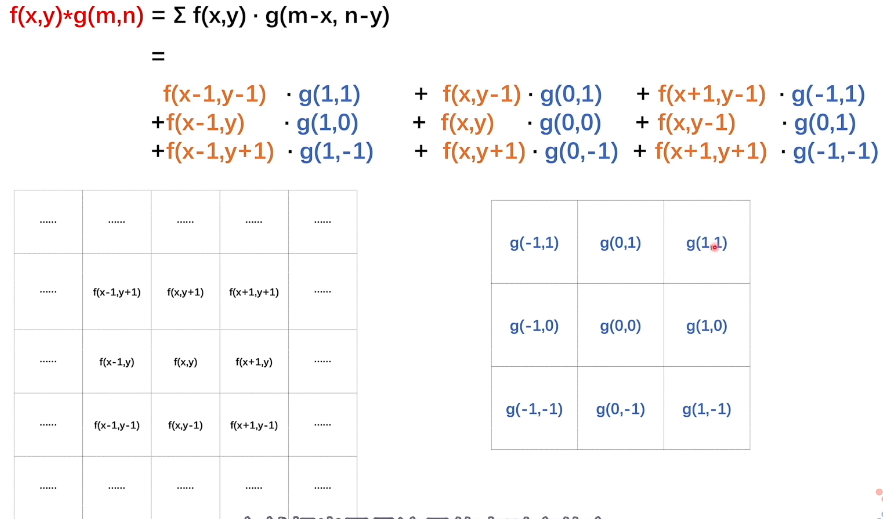 f(x,y)*g(m,n) = Σ f(x,y) · g(m-x, n-y)
=
f(x-1,y-1) · g(1,1) + f(x,y-1) · g(0,1) + f(x+1,y-1) · g(-1,1)
+f(x-1,y) · g(1,0) + f(x,y) · g(0,0) + f(x,y-1) · g(0,1)
+f(x-1,y+1) · g(1,-1) + f(x,y+1) · g(0,-1) + f(x+1,y+1) · g(-1,-1)
...... ...... ...... ...... ......
...... f(x-1,y+1) f(x,y+1) f(x+1,y+1) ......
...... f(x-1,y) f(x,y) f(x+1,y) ......
...... f(x-1,y-1) f(x,y-1) f(x+1,y-1) ......
...... ...... ...... ...... ......
g(-1,1) g(0,1) g(1,1)
g(-1,0) g(0,0) g(1,0)
g(-1,-1) g(0,-1) g(1,-1)